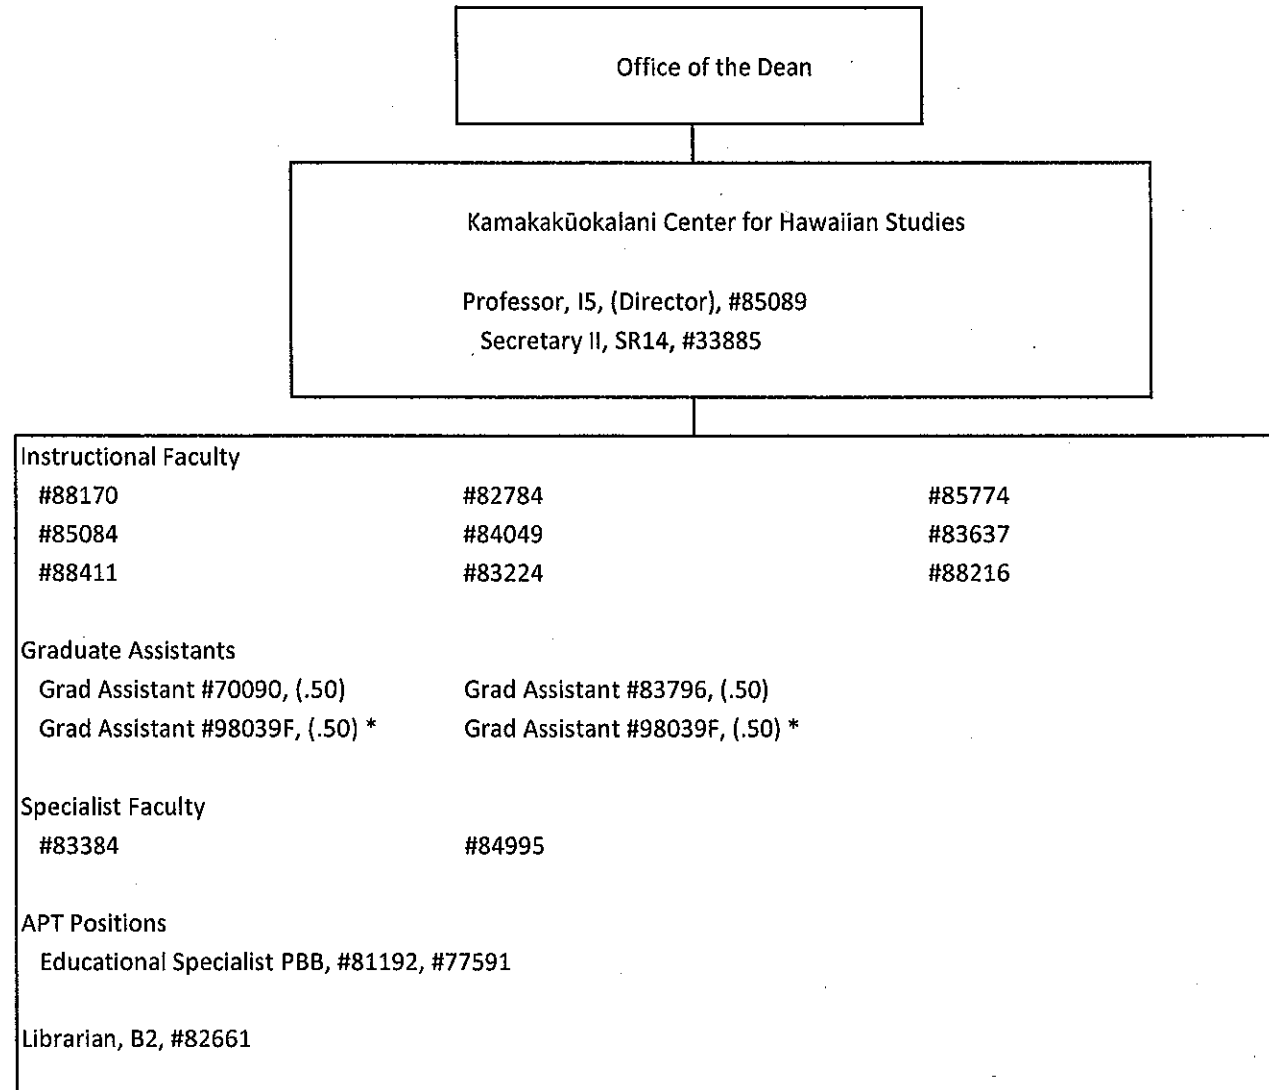 Office of the Dean
Kamakakūokalani Center for Hawaiian Studies
Professor, I5, (Director), #85089
Secretary II, SR14, #33885
Instructional Faculty
#88170 #82784 #85774
#85084 #84049 #83637
#88411 #83224 #88216
Graduate Assistants
Grad Assistant #70090, (.50) Grad Assistant #83796, (.50)
Grad Assistant #98039F, (.50) * Grad Assistant #98039F, (.50) *
Specialist Faculty
#83384 #84995
APT Positions
Educational Specialist PBB, #81192, #77591
Librarian, B2, #82661